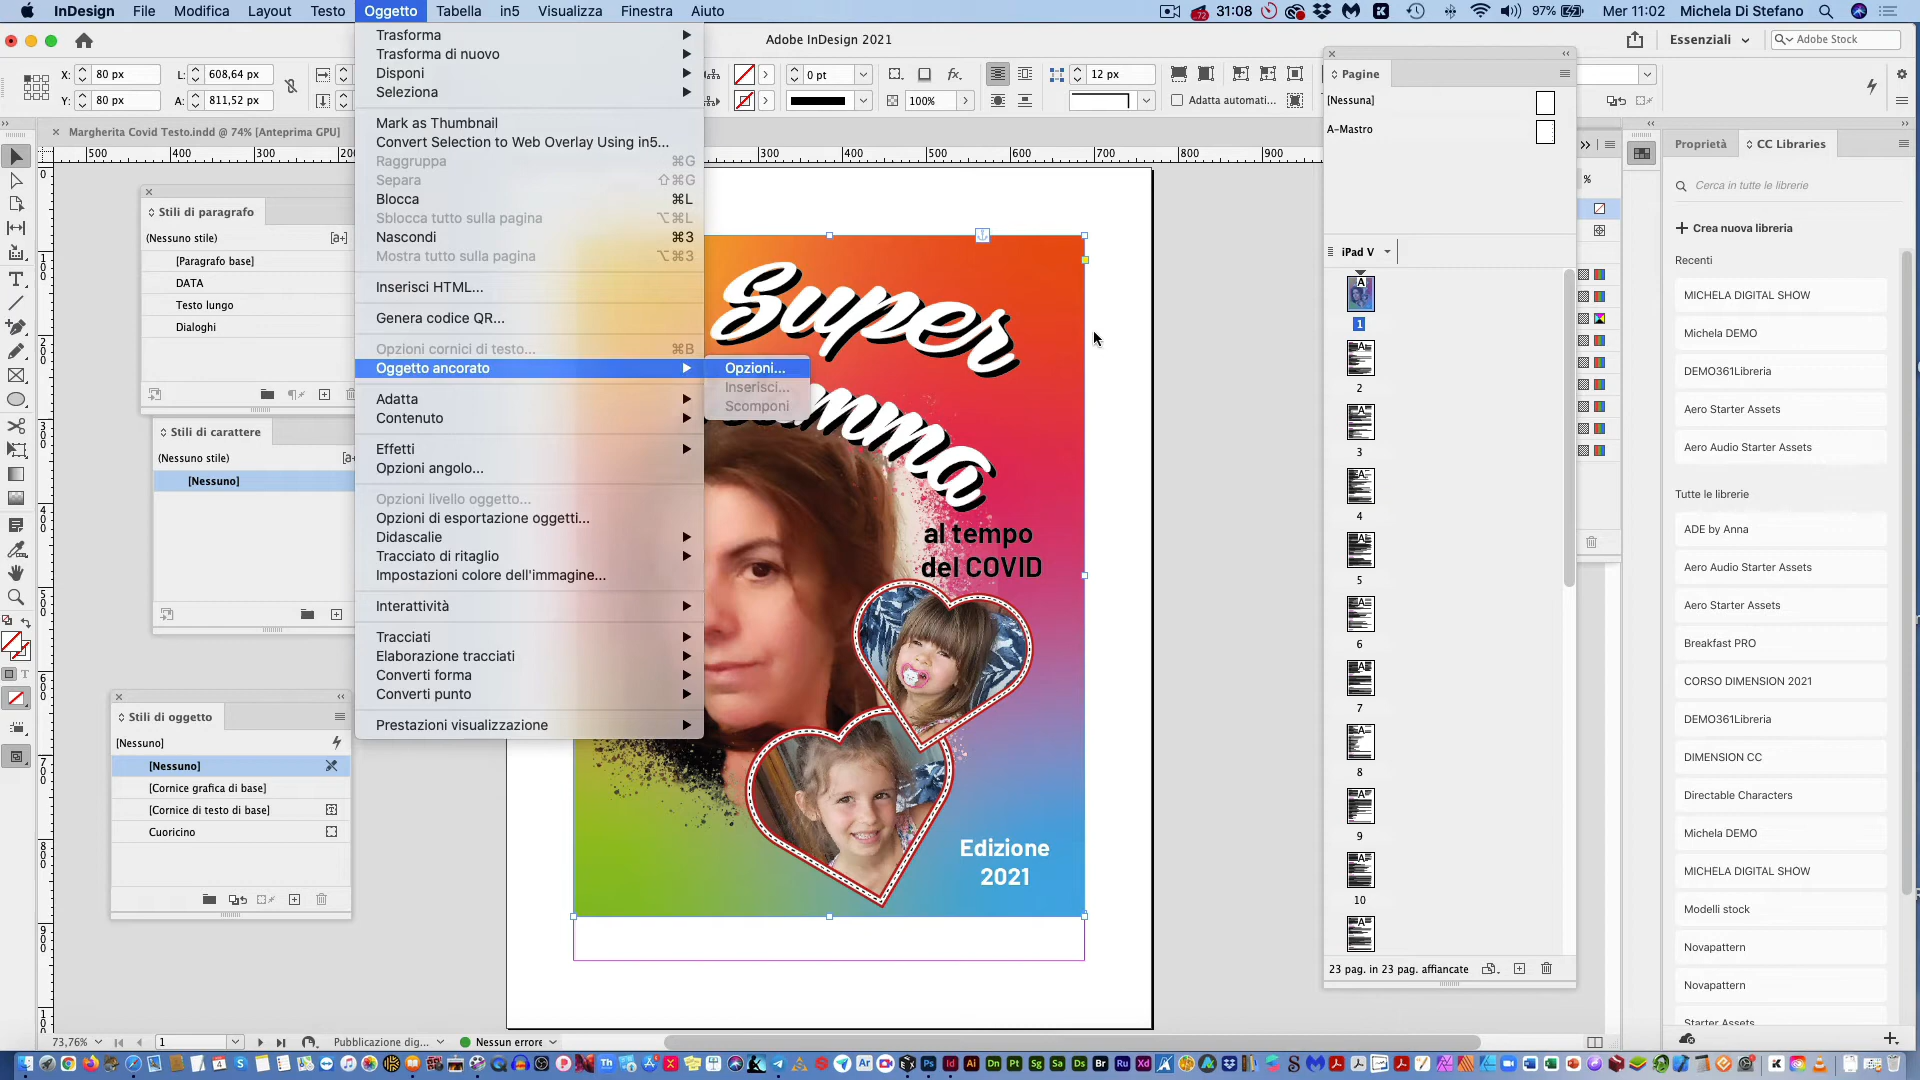 InDesign File Modifica Layout Testo Oggetto Tabella in5 Visualizza Finestra Aiuto
31:08 97% Mer 11:02 Michela Di Stefano
Adobe InDesign 2021
Essenziali
Adobe Stock
X: 80 px
L: 608,64 px
0 pt
12 px
Y: 80 px
A: 811,52 px
100%
Adatta automati...
Margherita Covid Testo.indd @ 74% [Anteprima GPU]
Trasforma
Trasforma di nuovo
Disponi
Seleziona
Mark as Thumbnail
Convert Selection to Web Overlay Using in5...
Raggruppa ⌘G
Separa ⇧⌘G
Blocca ⌘L
Sblocca tutto sulla pagina ⌥⌘L
Nascondi ⌘3
Mostra tutto sulla pagina ⌥⌘3
Inserisci HTML...
Genera codice QR...
Opzioni cornici di testo... ⌘B
Oggetto ancorato
Adatta
Contenuto
Effetti
Opzioni angolo...
Opzioni livello oggetto...
Opzioni di esportazione oggetti...
Didascalie
Tracciato di ritaglio
Impostazioni colore dell'immagine...
Interattività
Tracciati
Elaborazione tracciati
Converti forma
Converti punto
Prestazioni visualizzazione
Opzioni...
Inserisci...
Scomponi
Stili di paragrafo
(Nessuno stile) [a+]
[Paragrafo base]
DATA
Testo lungo
Dialoghi
Stili di carattere
(Nessuno stile)
[Nessuno]
Stili di oggetto
[Nessuno]
[Nessuno]
[Cornice grafica di base]
[Cornice di testo di base]
Cuoricino
Super
al tempo
del COVID
Edizione
2021
Pagine
[Nessuna]
A-Mastro
iPad V
1
2
3
4
5
6
7
8
9
10
23 pag. in 23 pag. affiancate
Proprietà
CC Libraries
Cerca in tutte le librerie
Crea nuova libreria
Recenti
MICHELA DIGITAL SHOW
Michela DEMO
DEMO361Libreria
Aero Starter Assets
Aero Audio Starter Assets
Tutte le librerie
ADE by Anna
Aero Audio Starter Assets
Aero Starter Assets
Breakfast PRO
CORSO DIMENSION 2021
DEMO361Libreria
DIMENSION CC
Directable Characters
Michela DEMO
MICHELA DIGITAL SHOW
Modelli stock
Novapattern
Novapattern
Starter Assets
73,76%
1
Pubblicazione dig...
Nessun errore